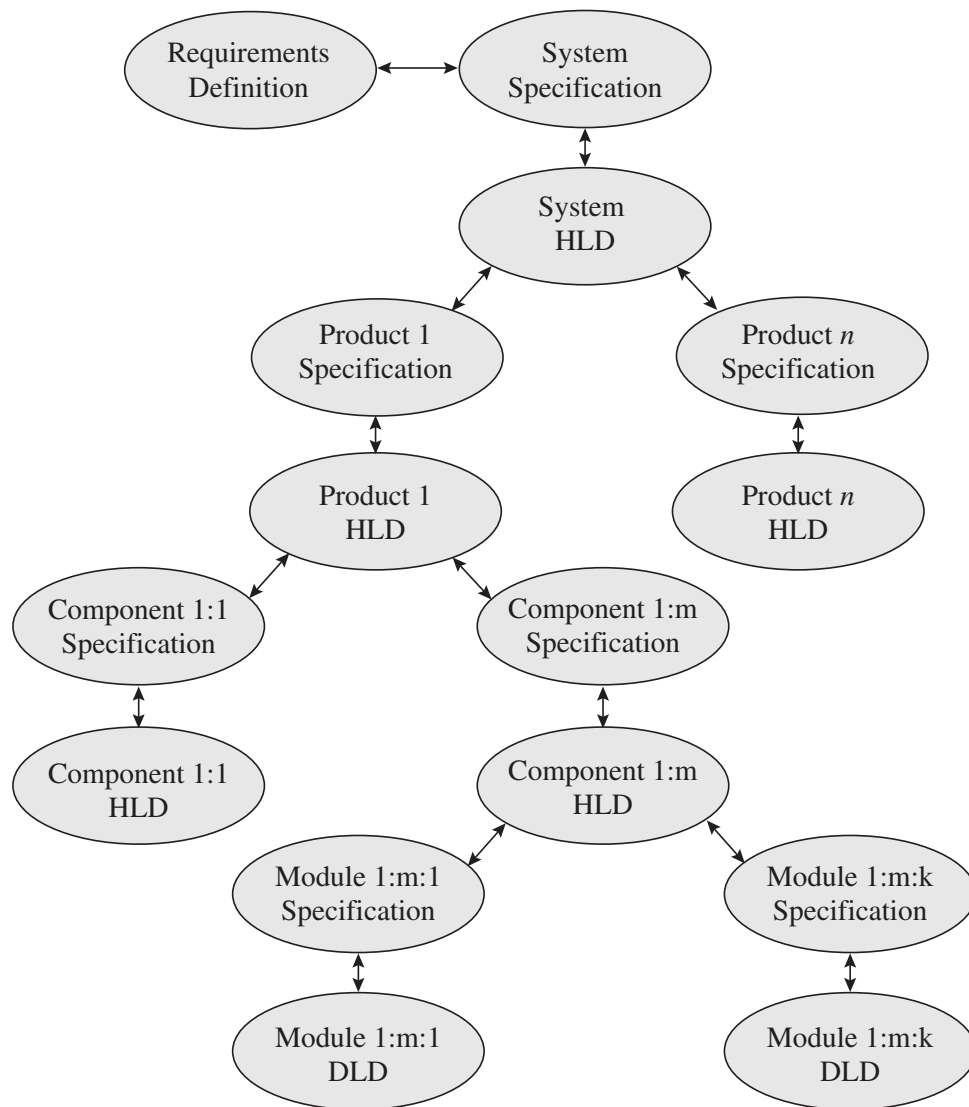 Requirements
Definition
System
Specification
System
HLD
Product 1
Specification
Product n
Specification
Product 1
HLD
Product n
HLD
Component 1:1
Specification
Component 1:m
Specification
Component 1:1
HLD
Component 1:m
HLD
Module 1:m:1
Specification
Module 1:m:k
Specification
Module 1:m:1
DLD
Module 1:m:k
DLD